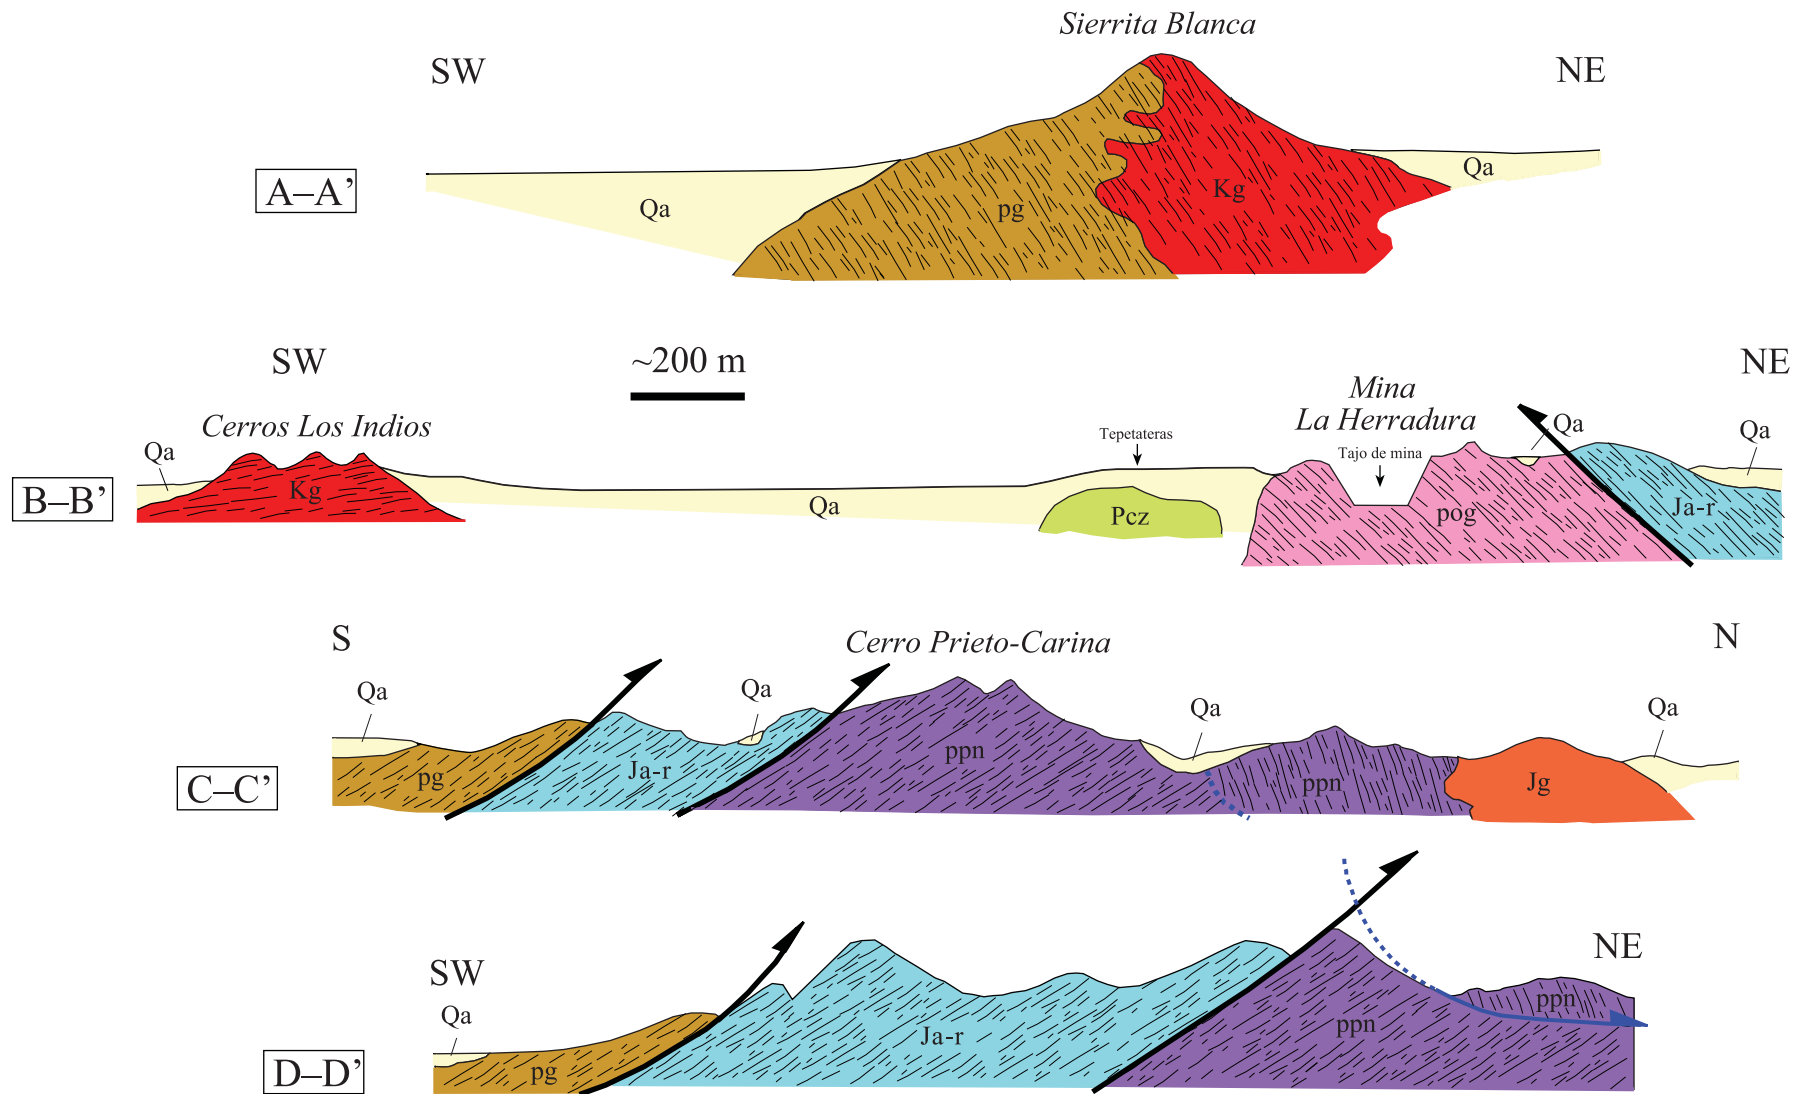 Sierrita Blanca
SW
NE
A–A’
Qa
pg
Kg
Qa
SW
~200 m
NE
Cerros Los Indios
Mina
La Herradura
Qa
Tepetateras
Tajo de mina
Qa
Qa
B–B’
Kg
Qa
Pcz
pog
Ja-r
S
Cerro Prieto-Carina
N
Qa
Qa
Qa
Qa
C–C’
pg
Ja-r
ppn
ppn
Jg
SW
NE
Qa
D–D’
pg
Ja-r
ppn
ppn